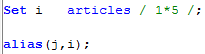 Set i   articles / 1*5 /;
alias(j,i);